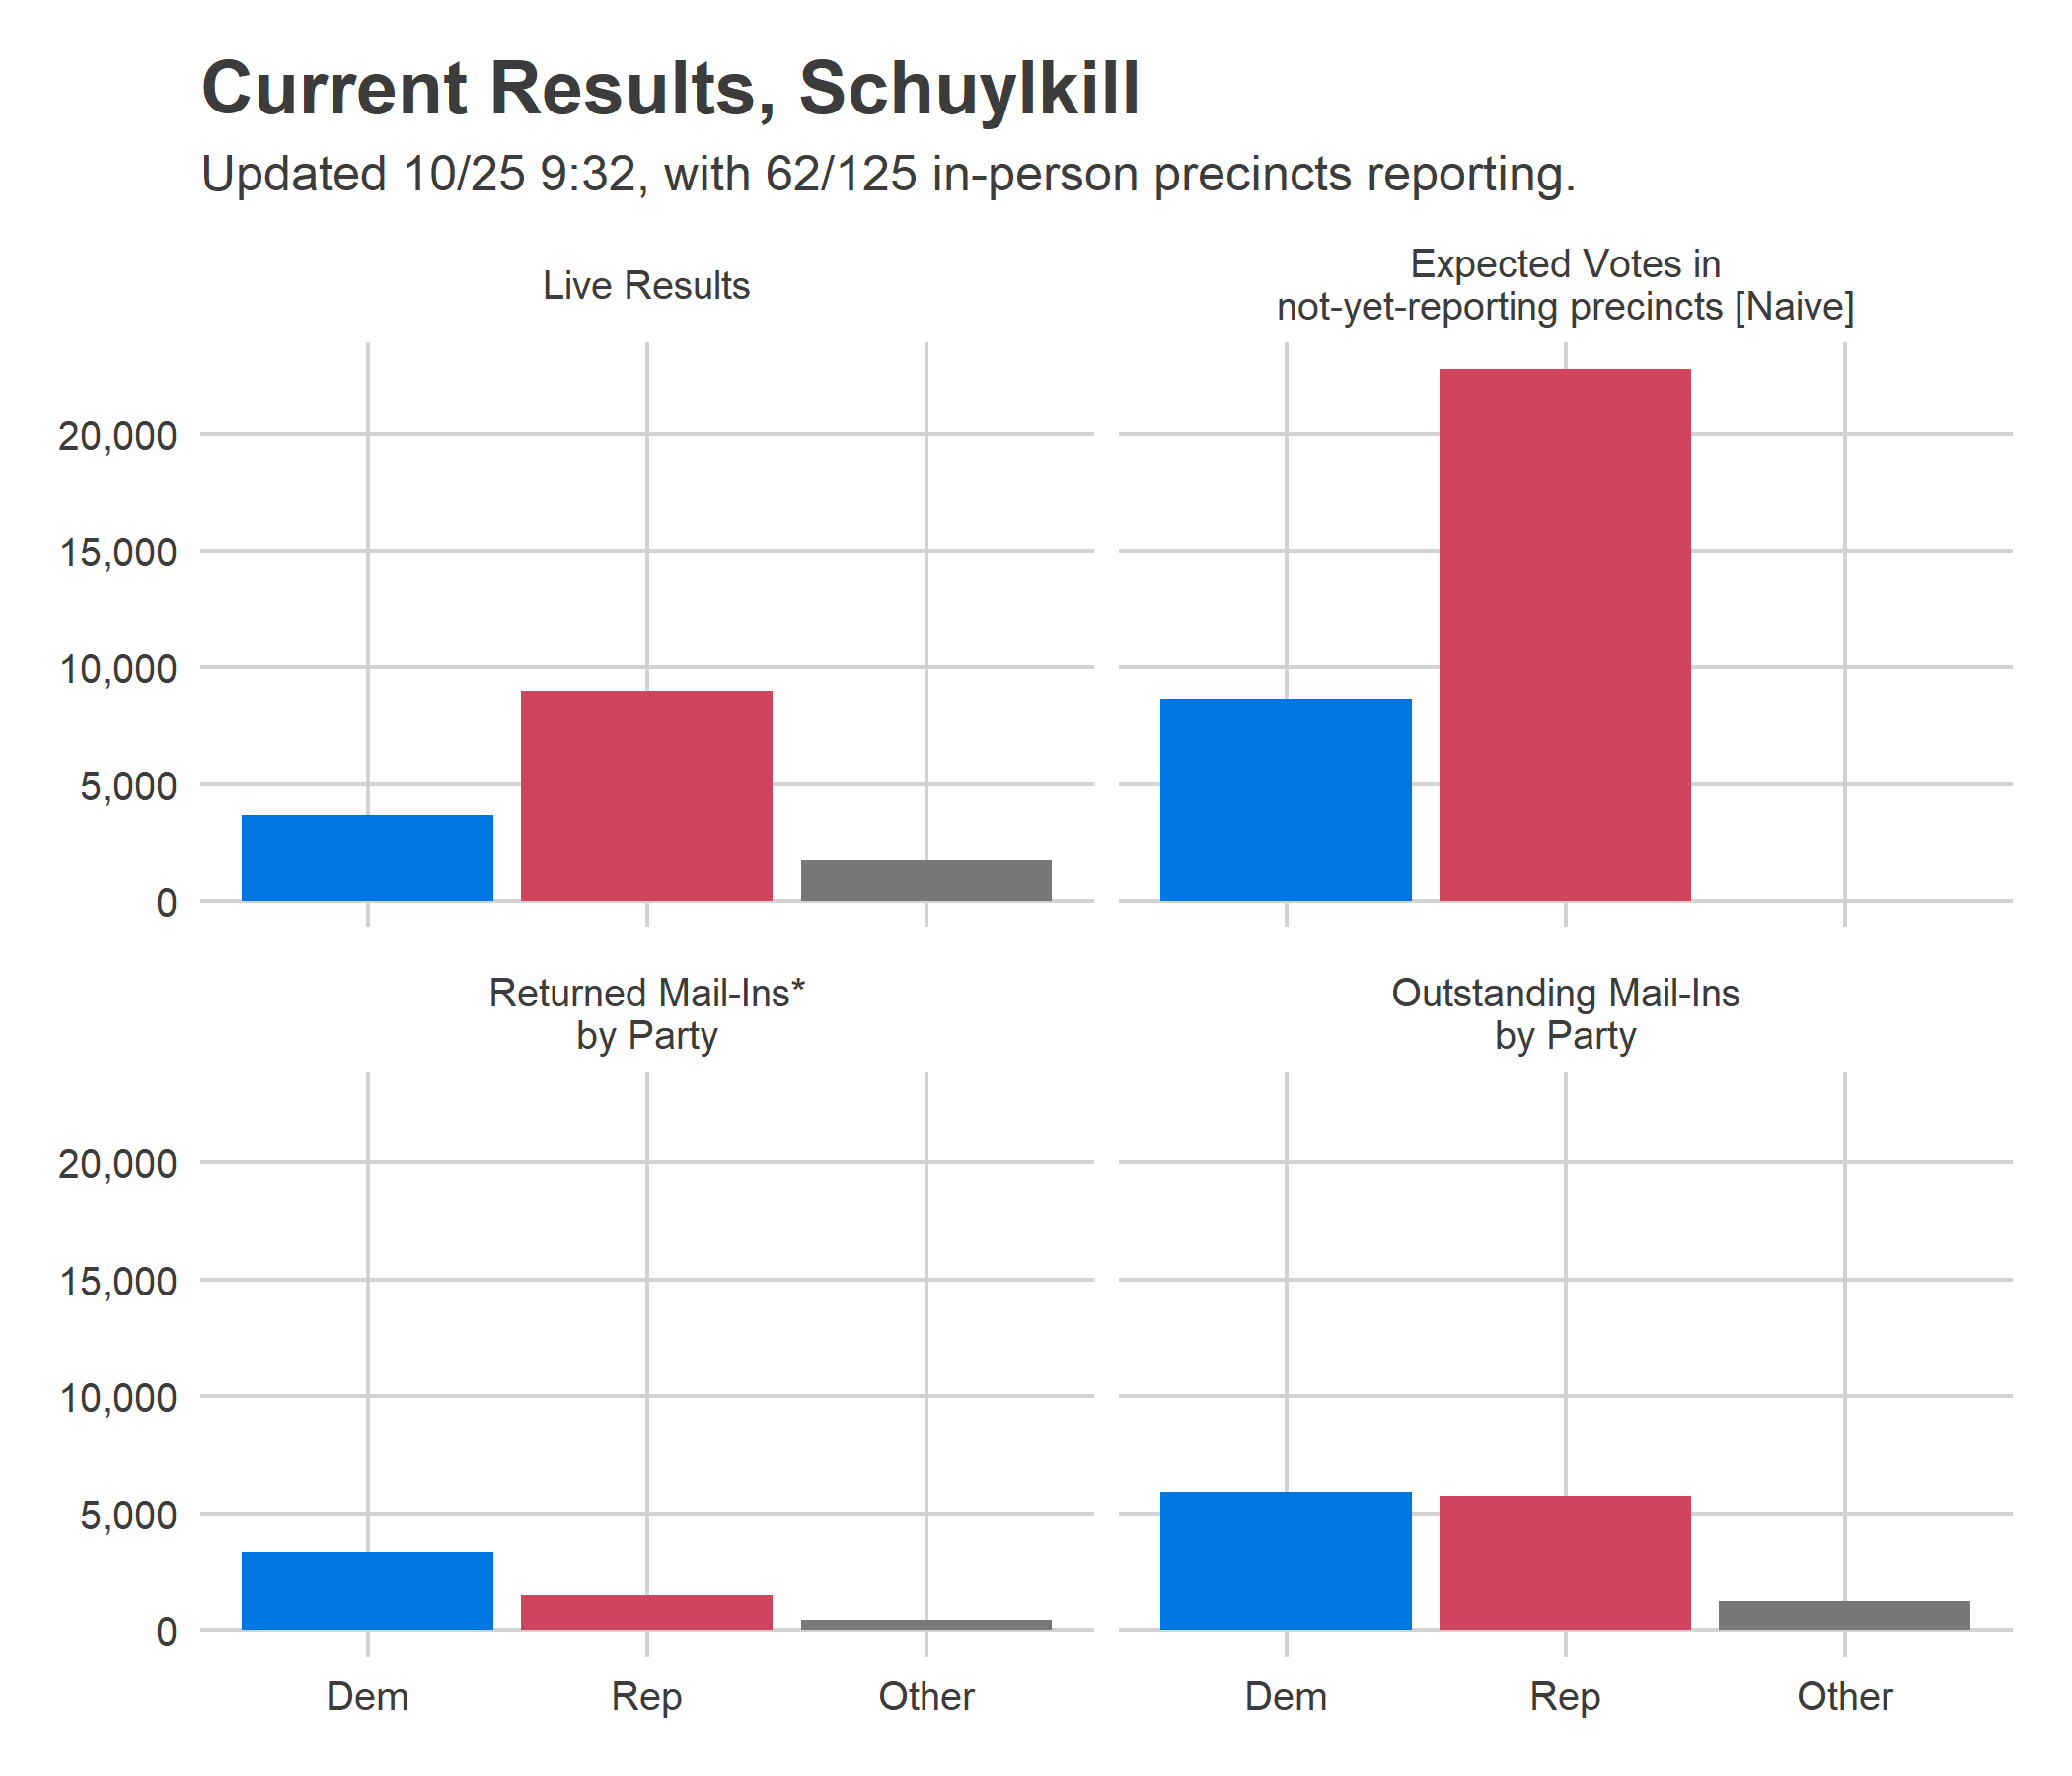 Current Results, Schuylkill
Updated 10/25 9:32, with 62/125 in-person precincts reporting.
Live Results
Expected Votes in
not-yet-reporting precincts [Naive]
20,000
15,000
10,000
5,000
0
Returned Mail-Ins*
by Party
Outstanding Mail-Ins
by Party
20,000
15,000
10,000
5,000
0
Dem Rep Other Dem Rep Other